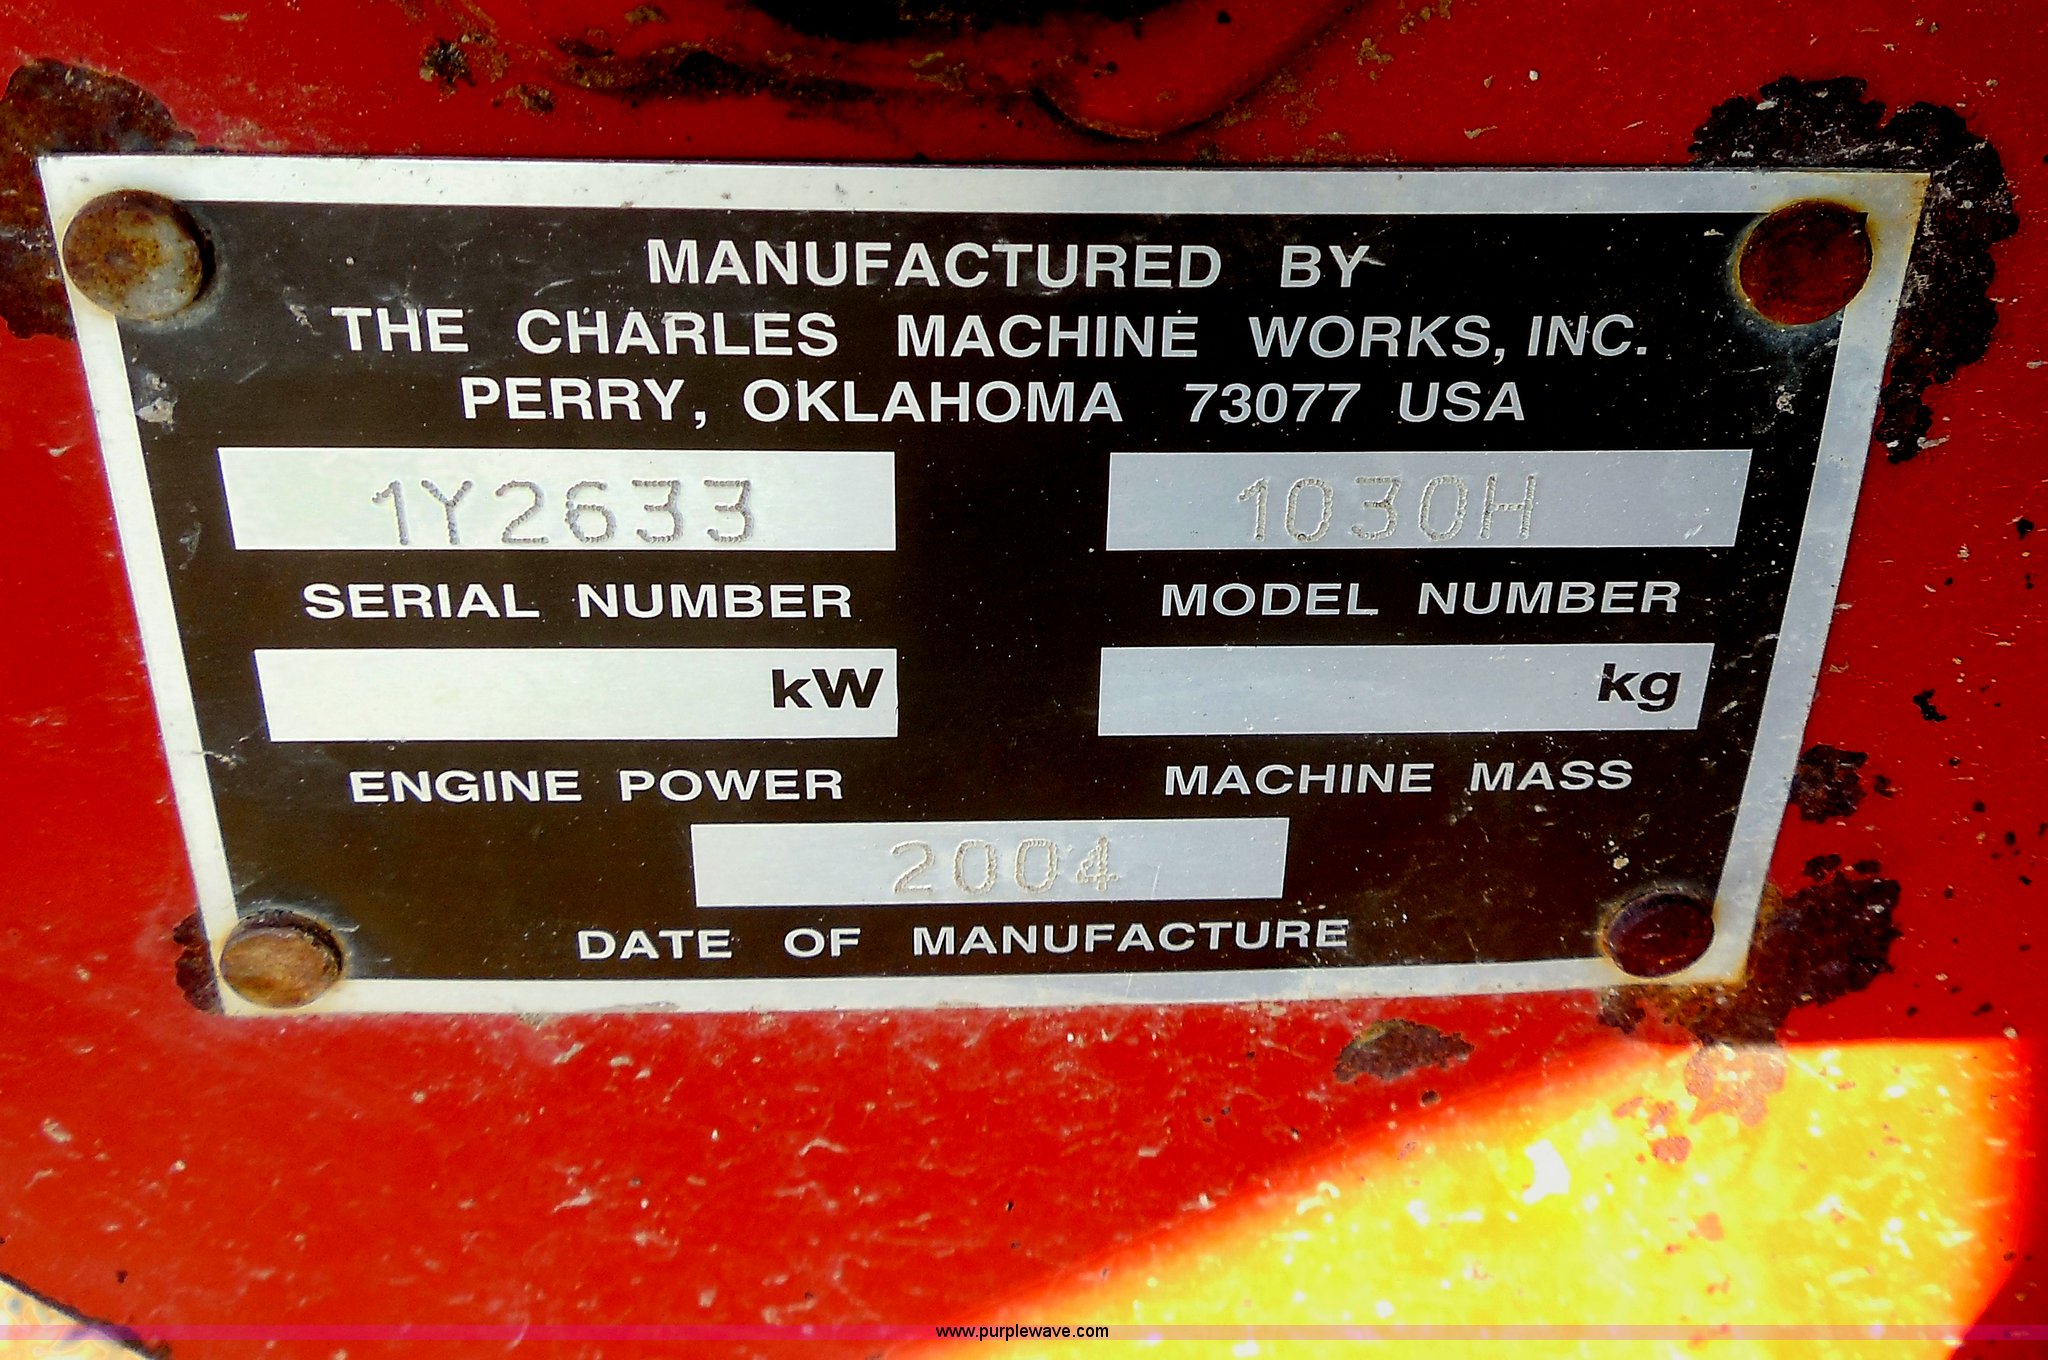 MANUFACTURED BY
THE CHARLES MACHINE WORKS, INC.
PERRY, OKLAHOMA 73077 USA
1Y2633 1030H
SERIAL NUMBER MODEL NUMBER
kW kg
ENGINE POWER MACHINE MASS
2004
DATE OF MANUFACTURE
www.purplewave.com